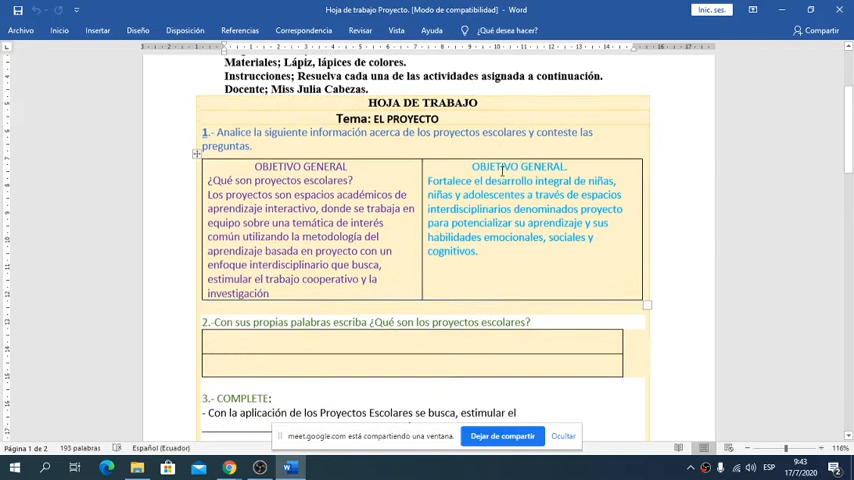 Hoja de trabajo Proyecto. [Modo de compatibilidad] - Word
Inic. ses.
Archivo Inicio Insertar Diseño Disposición Referencias Correspondencia Revisar Vista Ayuda ¿Qué desea hacer? Compartir
Materiales; Lápiz, lápices de colores.
Instrucciones; Resuelva cada una de las actividades asignada a continuación.
Docente; Miss Julia Cabezas.
HOJA DE TRABAJO
Tema: EL PROYECTO
1.- Analice la siguiente información acerca de los proyectos escolares y conteste las
preguntas.
OBJETIVO GENERAL
¿Qué son proyectos escolares?
Los proyectos son espacios académicos de
aprendizaje interactivo, donde se trabaja en
equipo sobre una temática de interés
común utilizando la metodología del
aprendizaje basada en proyecto con un
enfoque interdisciplinario que busca,
estimular el trabajo cooperativo y la
investigación
OBJETIVO GENERAL.
Fortalece el desarrollo integral de niñas,
niñas y adolescentes a través de espacios
interdisciplinarios denominados proyecto
para potencializar su aprendizaje y sus
habilidades emocionales, sociales y
cognitivos.
2.-Con sus propias palabras escriba ¿Qué son los proyectos escolares?
3.- COMPLETE:
- Con la aplicación de los Proyectos Escolares se busca, estimular el
meet.google.com está compartiendo una ventana. Dejar de compartir Ocultar
Página 1 de 2 193 palabras Español (Ecuador) 116%
ESP
9:43
17/7/2020
2